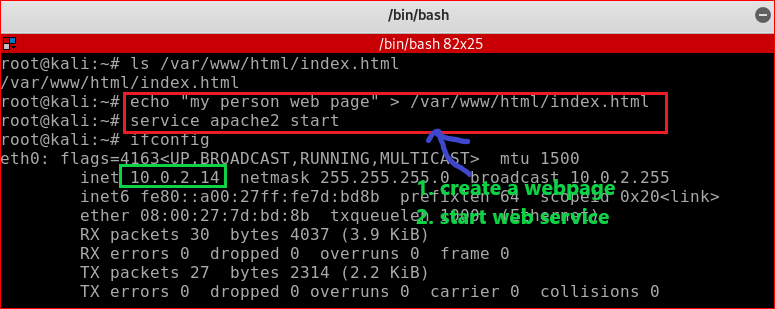 /bin/bash
/bin/bash 82x25
root@kali:~# ls /var/www/html/index.html
/var/www/html/index.html
root@kali:~# echo "my person web page" > /var/www/html/index.html
root@kali:~# service apache2 start
root@kali:~# ifconfig
eth0: flags=4163<UP,BROADCAST,RUNNING,MULTICAST>  mtu 1500
inet 10.0.2.14  netmask 255.255.255.0  broadcast 10.0.2.255
1. create a webpage
inet6 fe80::a00:27ff:fe7d:bd8b  prefixlen 64  scopeid 0x20<link>
2. start web service
ether 08:00:27:7d:bd:8b  txqueuelen 1000  (Ethernet)
RX packets 30  bytes 4037 (3.9 KiB)
RX errors 0  dropped 0  overruns 0  frame 0
TX packets 27  bytes 2314 (2.2 KiB)
TX errors 0  dropped 0 overruns 0  carrier 0  collisions 0